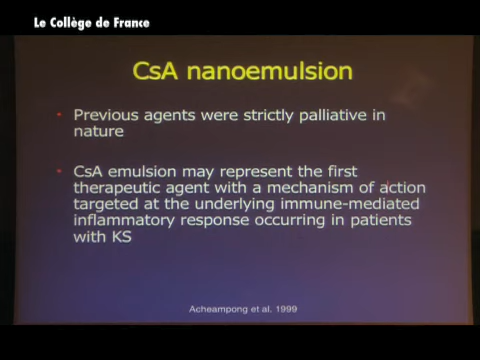 Le Collège de France
CsA nanoemulsion
• Previous agents were strictly palliative in
nature
• CsA emulsion may represent the first
therapeutic agent with a mechanism of action
targeted at the underlying immune-mediated
inflammatory response occurring in patients
with KS
Acheampong et al. 1999